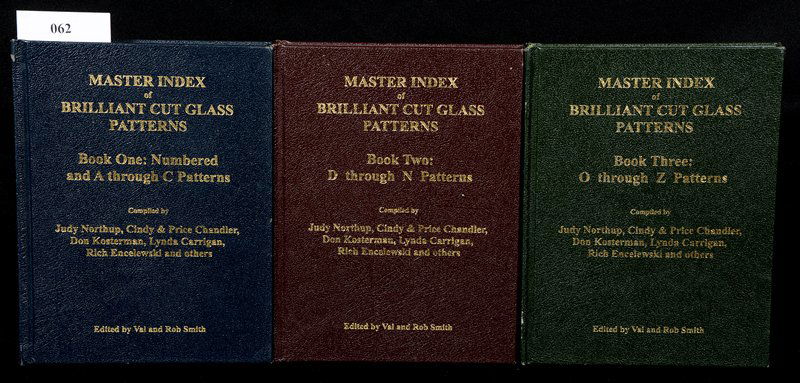 062
MASTER INDEX
of
BRILLIANT CUT GLASS
PATTERNS
Book One: Numbered
and A through C Patterns
Compiled by
Judy Northup, Cindy & Price Chandler,
Don Kosterman, Lynda Carrigan,
Rich Encelewski and others
Edited by Val and Rob Smith
MASTER INDEX
of
BRILLIANT CUT GLASS
PATTERNS
Book Two:
D through N Patterns
Compiled by
Judy Northup, Cindy & Price Chandler,
Don Kosterman, Lynda Carrigan,
Rich Encelewski and others
Edited by Val and Rob Smith
MASTER INDEX
of
BRILLIANT CUT GLASS
PATTERNS
Book Three:
O through Z Patterns
Compiled by
Judy Northup, Cindy & Price Chandler,
Don Kosterman, Lynda Carrigan,
Rich Encelewski and others
Edited by Val and Rob Smith